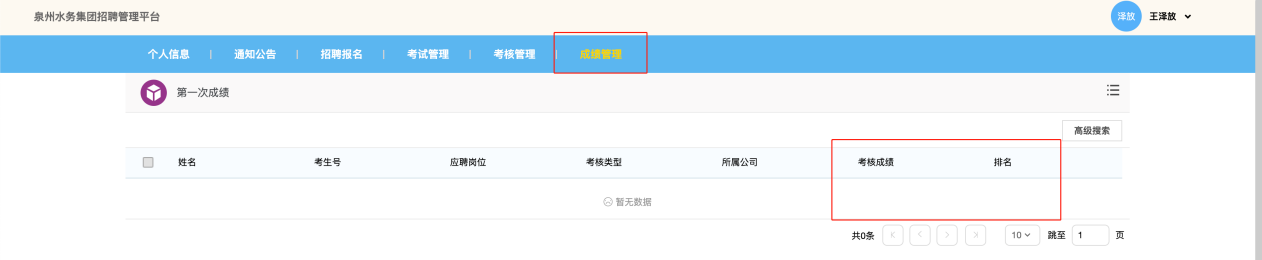 泉州水务集团招聘管理平台 泽放 王泽放
个人信息 | 通知公告 | 招聘报名 | 考试管理 | 考核管理 | 成绩管理
第一次成绩
高级搜索
姓名 考生号 应聘岗位 考核类型 所属公司 考核成绩 排名
暂无数据
共0条 10 跳至 1 页